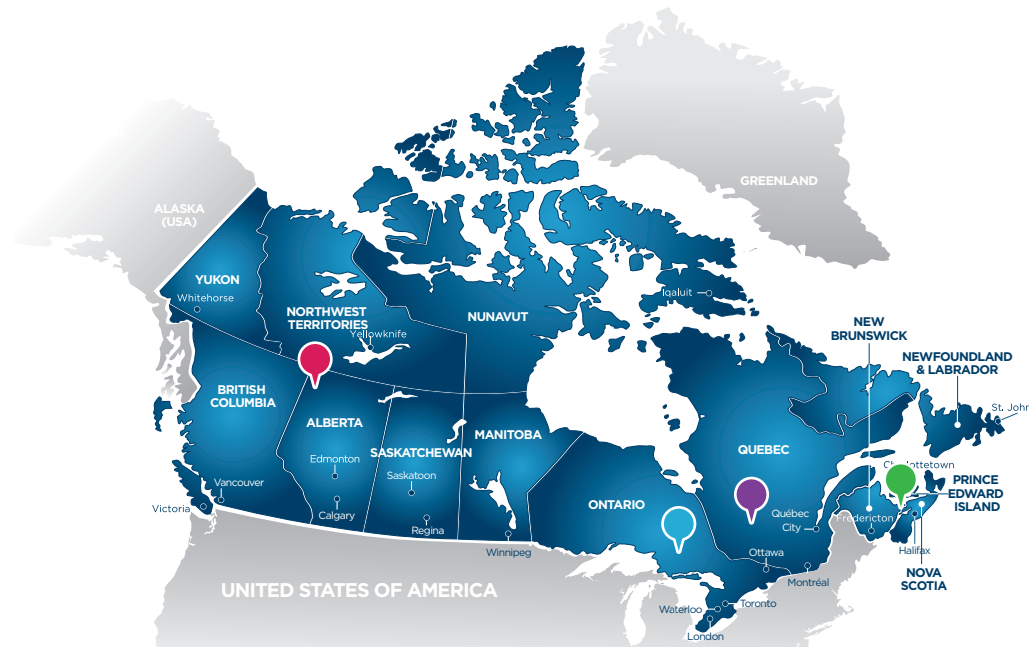 GREENLAND
ALASKA
(USA)
YUKON
Whitehorse
Iqaluit
NORTHWEST
TERRITORIES
Yellowknife
NUNAVUT
NEW
BRUNSWICK
NEWFOUNDLAND
& LABRADOR
St. John
BRITISH
COLUMBIA
ALBERTA
SASKATCHEWAN
MANITOBA
QUEBEC
ONTARIO
Edmonton
Saskatoon
Calgary
Regina
Winnipeg
Vancouver
Victoria
Charlottetown
PRINCE
EDWARD
ISLAND
Québec
City
Fredericton
Halifax
NOVA
SCOTIA
Ottawa
Montréal
UNITED STATES OF AMERICA
Waterloo
Toronto
London